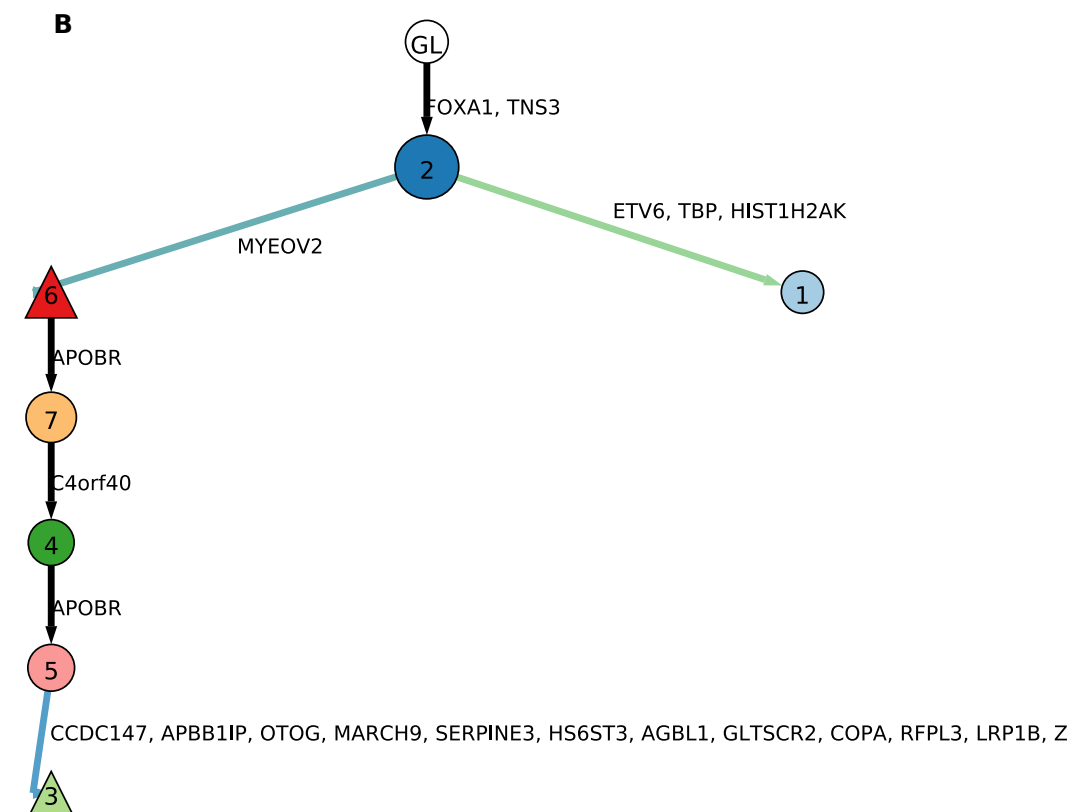 B
GL
FOXA1, TNS3
2
ETV6, TBP, HIST1H2AK
MYEOV2
6
1
APOBR
7
C4orf40
4
APOBR
5
CCDC147, APBB1IP, OTOG, MARCH9, SERPINE3, HS6ST3, AGBL1, GLTSCR2, COPA, RFPL3, LRP1B, Z
3